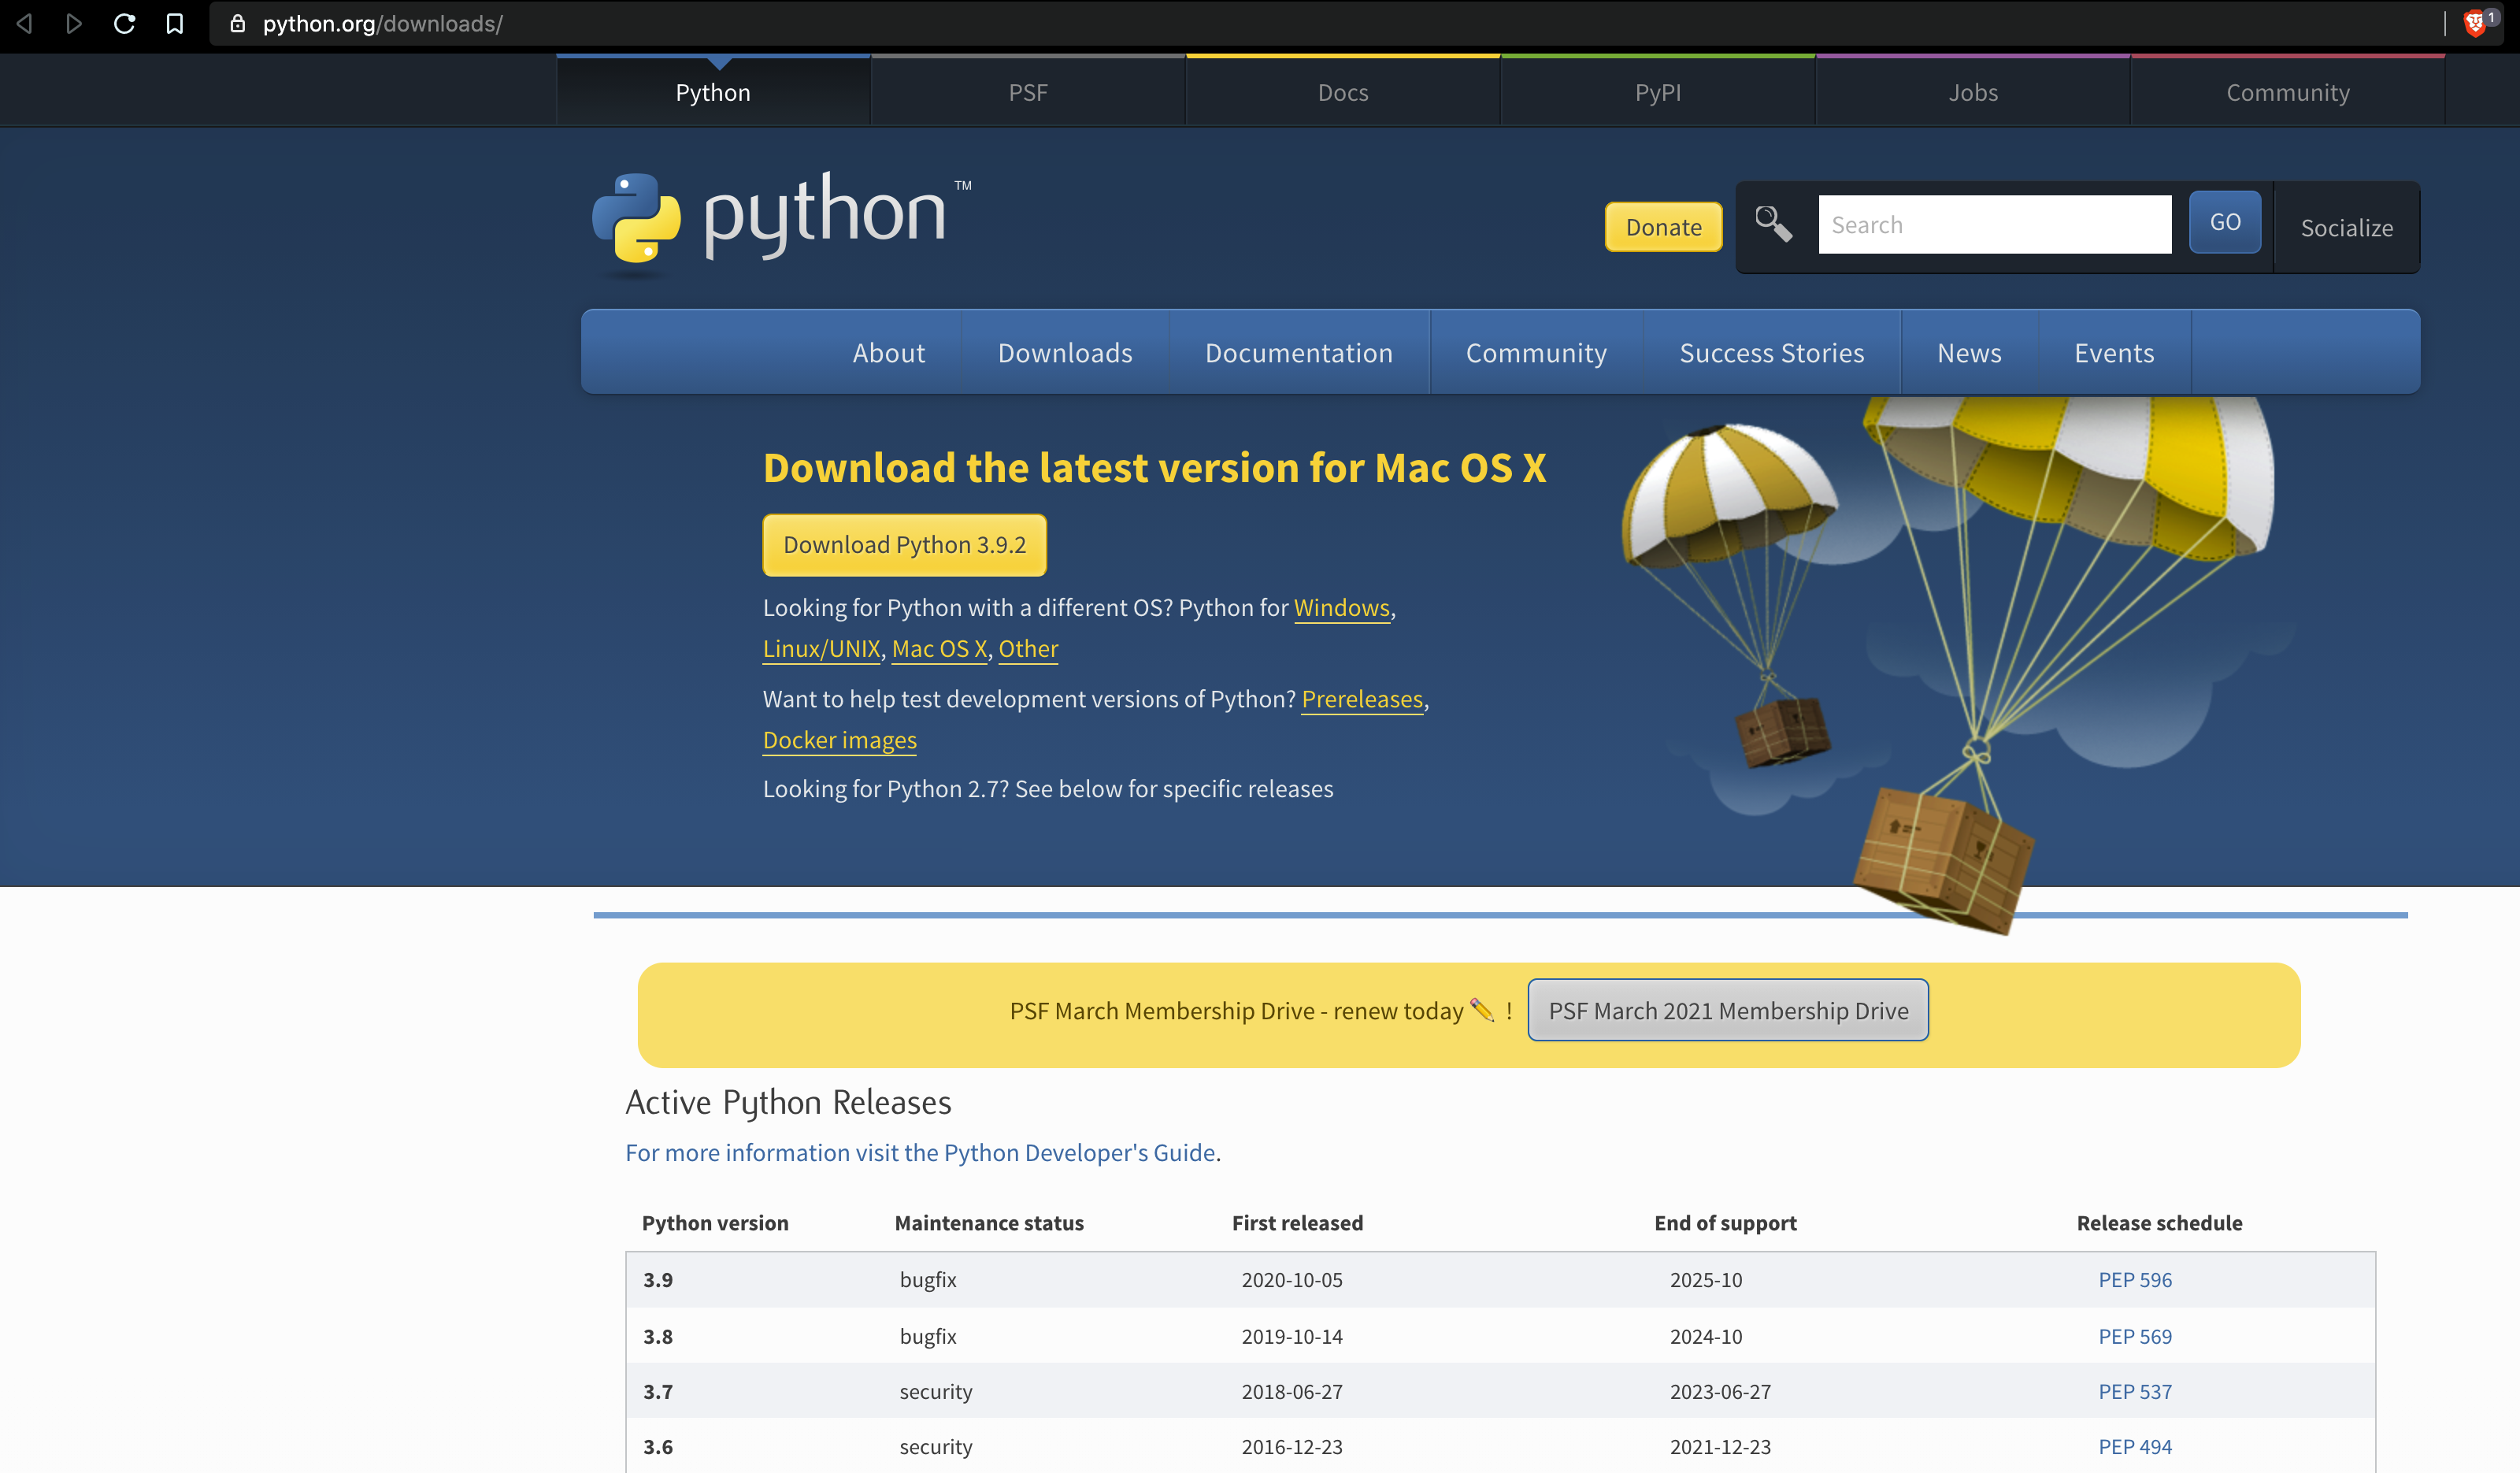 python.org/downloads/
1
Python PSF Docs PyPI Jobs Community
python™
Donate Search GO Socialize
About Downloads Documentation Community Success Stories News Events
Download the latest version for Mac OS X
Download Python 3.9.2
Looking for Python with a different OS? Python for Windows,
Linux/UNIX, Mac OS X, Other
Want to help test development versions of Python? Prereleases,
Docker images
Looking for Python 2.7? See below for specific releases
PSF March Membership Drive - renew today ✏️ ! PSF March 2021 Membership Drive
Active Python Releases
For more information visit the Python Developer's Guide.
Python version Maintenance status First released End of support Release schedule
3.9 bugfix 2020-10-05 2025-10 PEP 596
3.8 bugfix 2019-10-14 2024-10 PEP 569
3.7 security 2018-06-27 2023-06-27 PEP 537
3.6 security 2016-12-23 2021-12-23 PEP 494